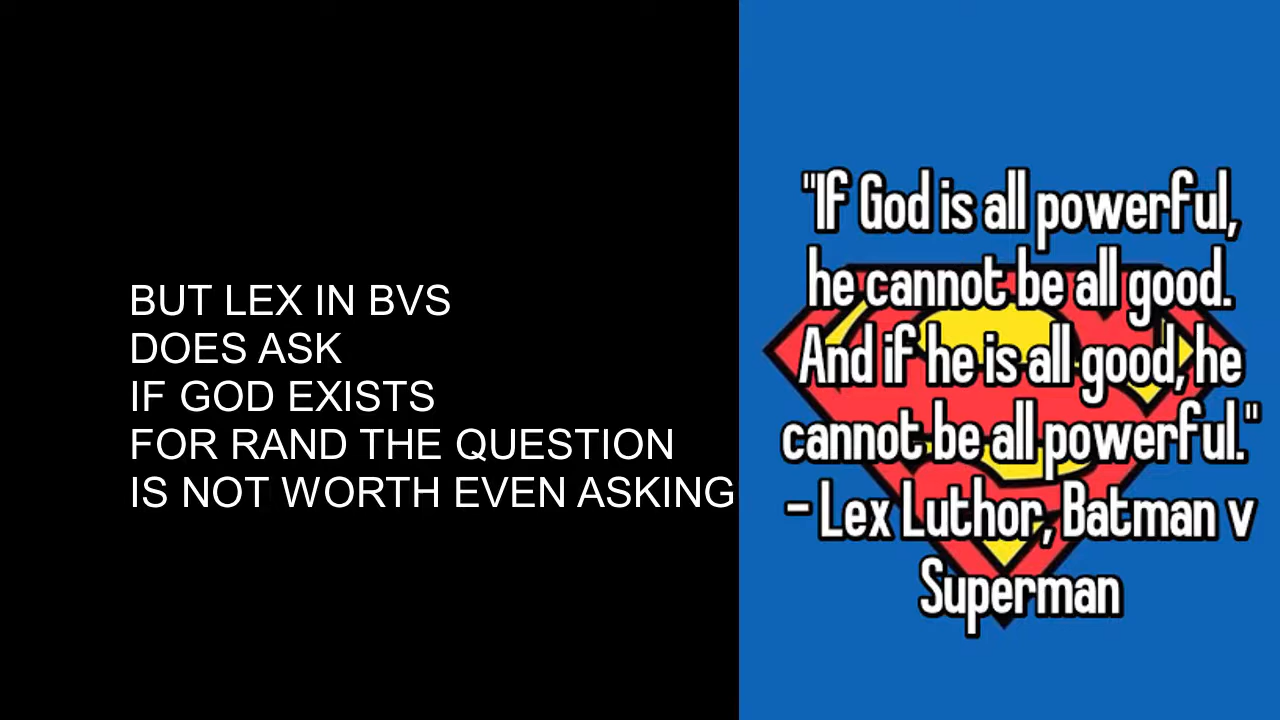 BUT LEX IN BVS
DOES ASK
IF GOD EXISTS
FOR RAND THE QUESTION
IS NOT WORTH EVEN ASKING
"If God is all powerful,
he cannot be all good.
And if he is all good, he
cannot be all powerful."
- Lex Luthor, Batman v
Superman